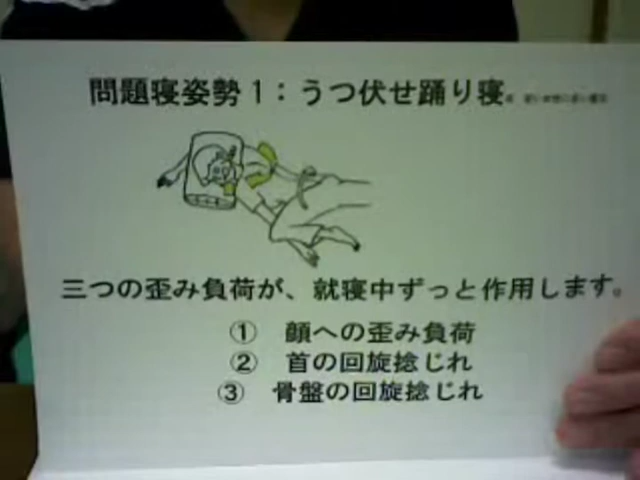 問題寝姿勢1：うつ伏せ踊り寝
三つの歪み負荷が、就寝中ずっと作用します。
① 顔への歪み負荷
② 首の回旋捻じれ
③ 骨盤の回旋捻じれ